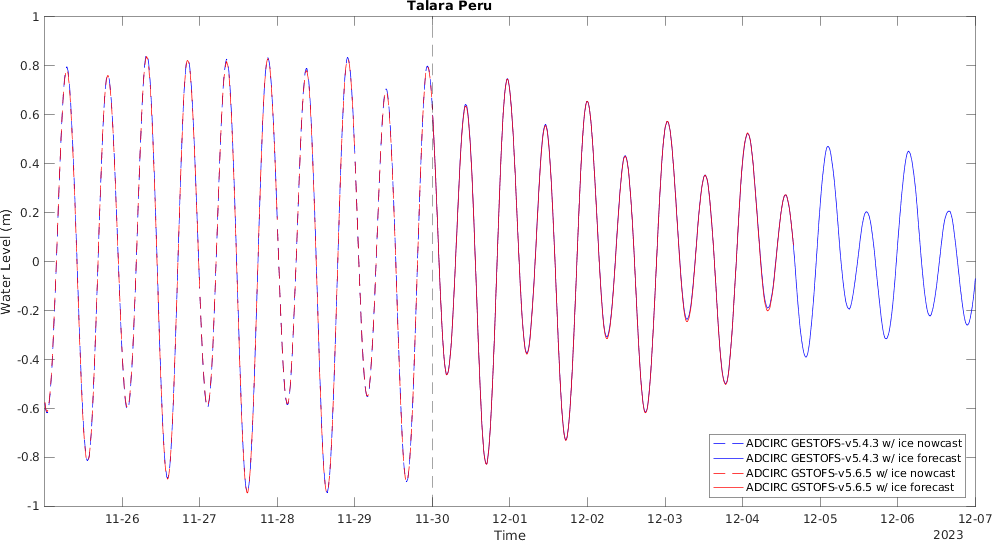 Talara Peru
1
0.8
0.6
0.4
0.2
0
-0.2
-0.4
-0.6
-0.8
-1
Water Level (m)
ADCIRC GESTOFS-v5.4.3 w/ ice nowcast
ADCIRC GESTOFS-v5.4.3 w/ ice forecast
ADCIRC GSTOFS-v5.6.5 w/ ice nowcast
ADCIRC GSTOFS-v5.6.5 w/ ice forecast
11-26 11-27 11-28 11-29 11-30 12-01 12-02 12-03 12-04 12-05 12-06 12-07
Time
2023